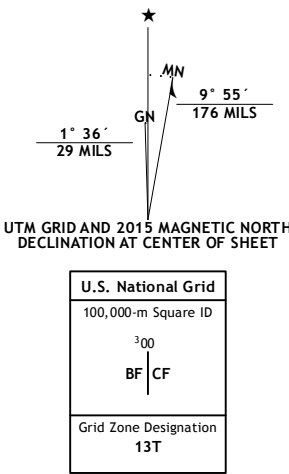 ★
MN
GN
9° 55´
176 MILS
1° 36´
29 MILS
UTM GRID AND 2015 MAGNETIC NORTH
DECLINATION AT CENTER OF SHEET
U.S. National Grid
100,000-m Square ID
³00
BF CF
Grid Zone Designation
13T